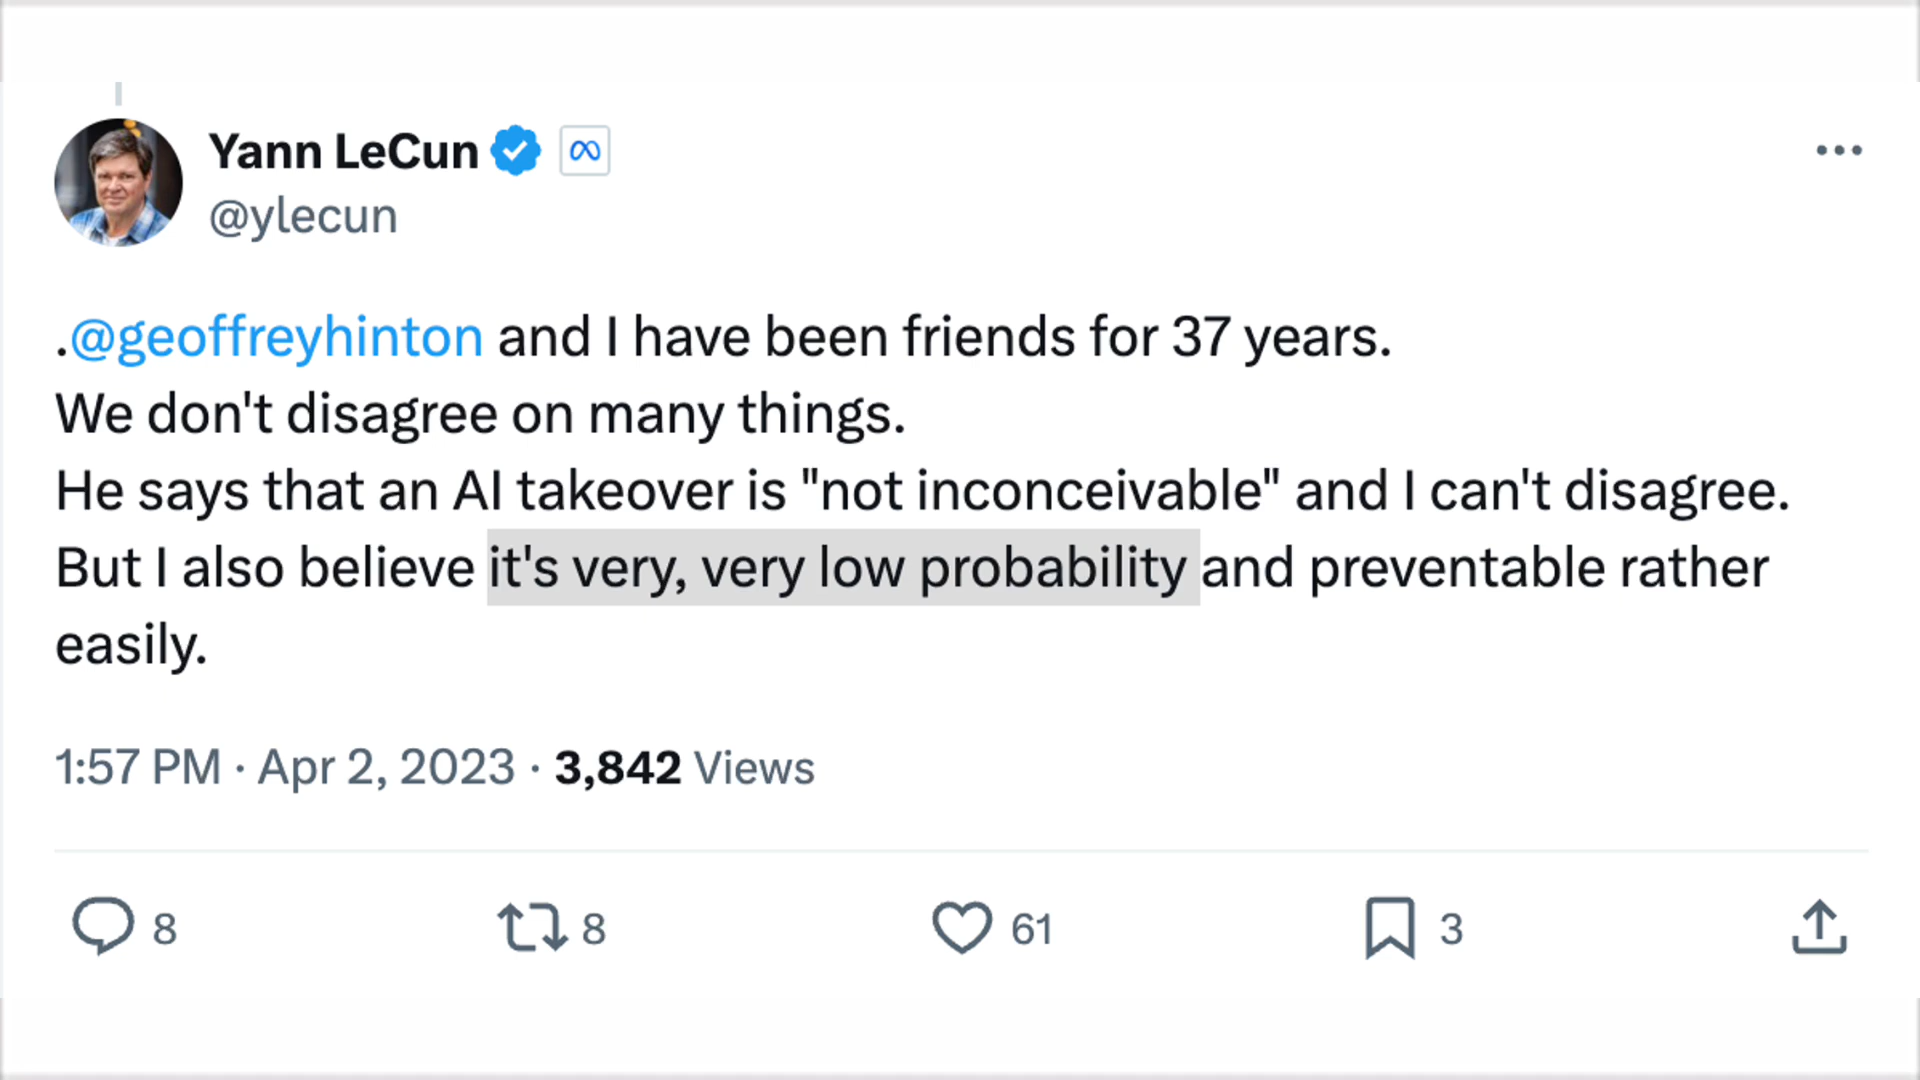 Yann LeCun
@ylecun
.@geoffreyhinton and I have been friends for 37 years.
We don't disagree on many things.
He says that an AI takeover is "not inconceivable" and I can't disagree.
But I also believe it's very, very low probability and preventable rather
easily.
1:57 PM · Apr 2, 2023 · 3,842 Views
8
8
61
3